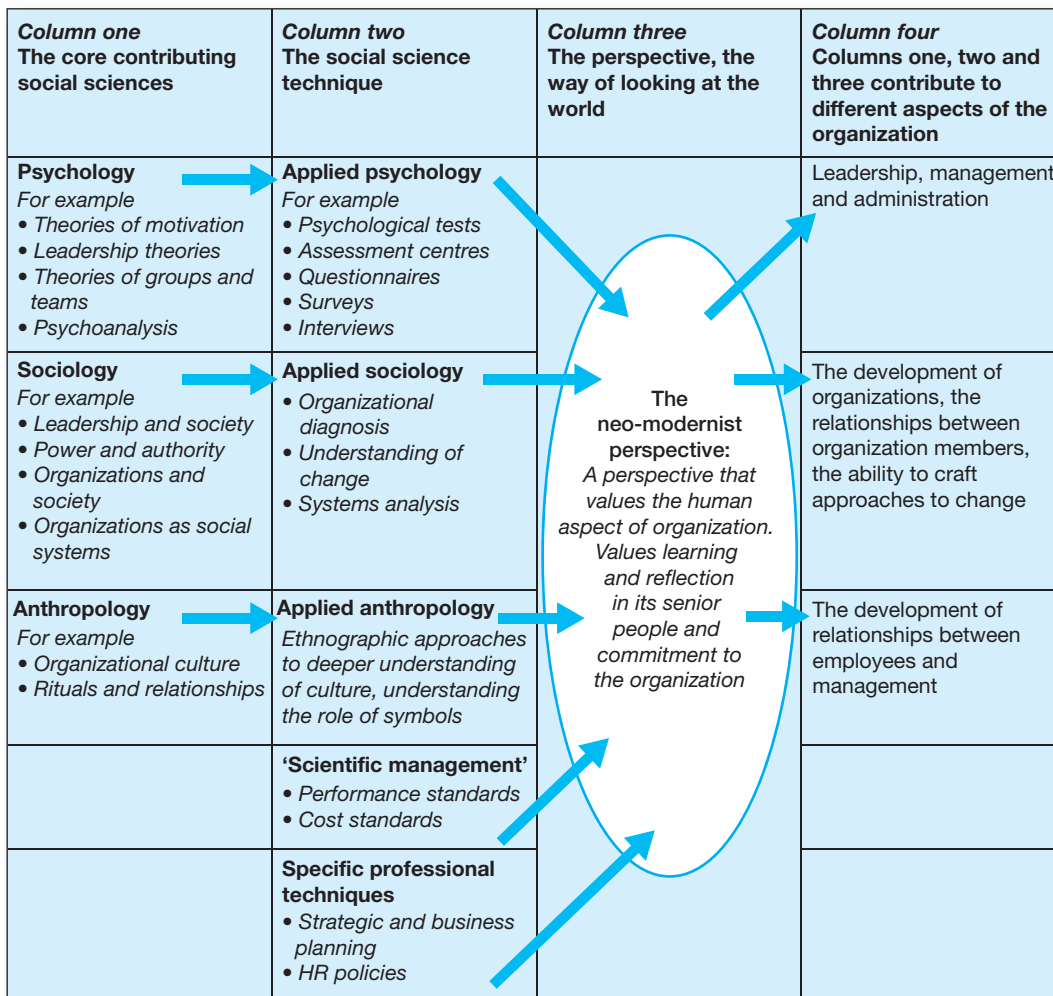 Column one
The core contributing
social sciences
Column two
The social science
technique
Column three
The perspective, the
way of looking at the
world
Column four
Columns one, two and
three contribute to
different aspects of the
organization
Psychology
For example
• Theories of motivation
• Leadership theories
• Theories of groups and
teams
• Psychoanalysis
Applied psychology
For example
• Psychological tests
• Assessment centres
• Questionnaires
• Surveys
• Interviews
Leadership, management
and administration
Sociology
For example
• Leadership and society
• Power and authority
• Organizations and
society
• Organizations as social
systems
Applied sociology
• Organizational
diagnosis
• Understanding of
change
• Systems analysis
The
neo-modernist
perspective:
A perspective that
values the human
aspect of organization.
Values learning
and reflection
in its senior
people and
commitment to
the organization
The development of
organizations, the
relationships between
organization members,
the ability to craft
approaches to change
Anthropology
For example
• Organizational culture
• Rituals and relationships
Applied anthropology
Ethnographic approaches
to deeper understanding
of culture, understanding
the role of symbols
The development of
relationships between
employees and
management
‘Scientific management’
• Performance standards
• Cost standards
Specific professional
techniques
• Strategic and business
planning
• HR policies